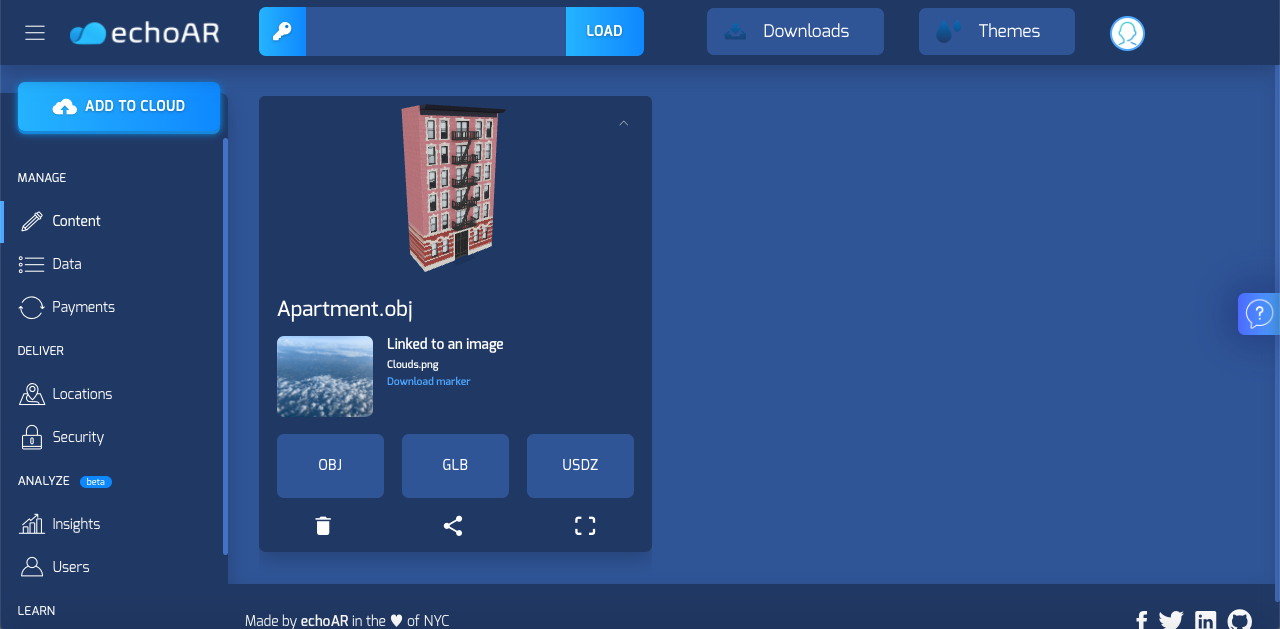 echoAR
LOAD
Downloads
Themes
ADD TO CLOUD
MANAGE
Content
Data
Payments
DELIVER
Locations
Security
ANALYZE beta
Insights
Users
LEARN
Apartment.obj
Linked to an image
Clouds.png
Download marker
OBJ
GLB
USDZ
Made by echoAR in the ♥ of NYC